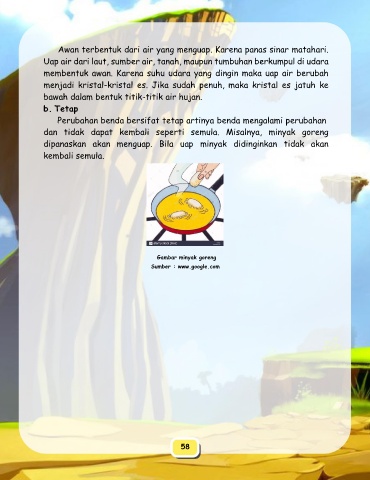 Awan terbentuk dari air yang menguap. Karena panas sinar matahari.
Uap air dari laut, sumber air, tanah, maupun tumbuhan berkumpul di udara
membentuk awan. Karena suhu udara yang dingin maka uap air berubah
menjadi kristal-kristal es. Jika sudah penuh, maka kristal es jatuh ke
bawah dalam bentuk titik-titik air hujan.
b. Tetap
Perubahan benda bersifat tetap artinya benda mengalami perubahan
dan tidak dapat kembali seperti semula. Misalnya, minyak goreng
dipanaskan akan menguap. Bila uap minyak didinginkan tidak akan
kembali semula.
Gambar minyak goreng
Sumber : www.google.com
58